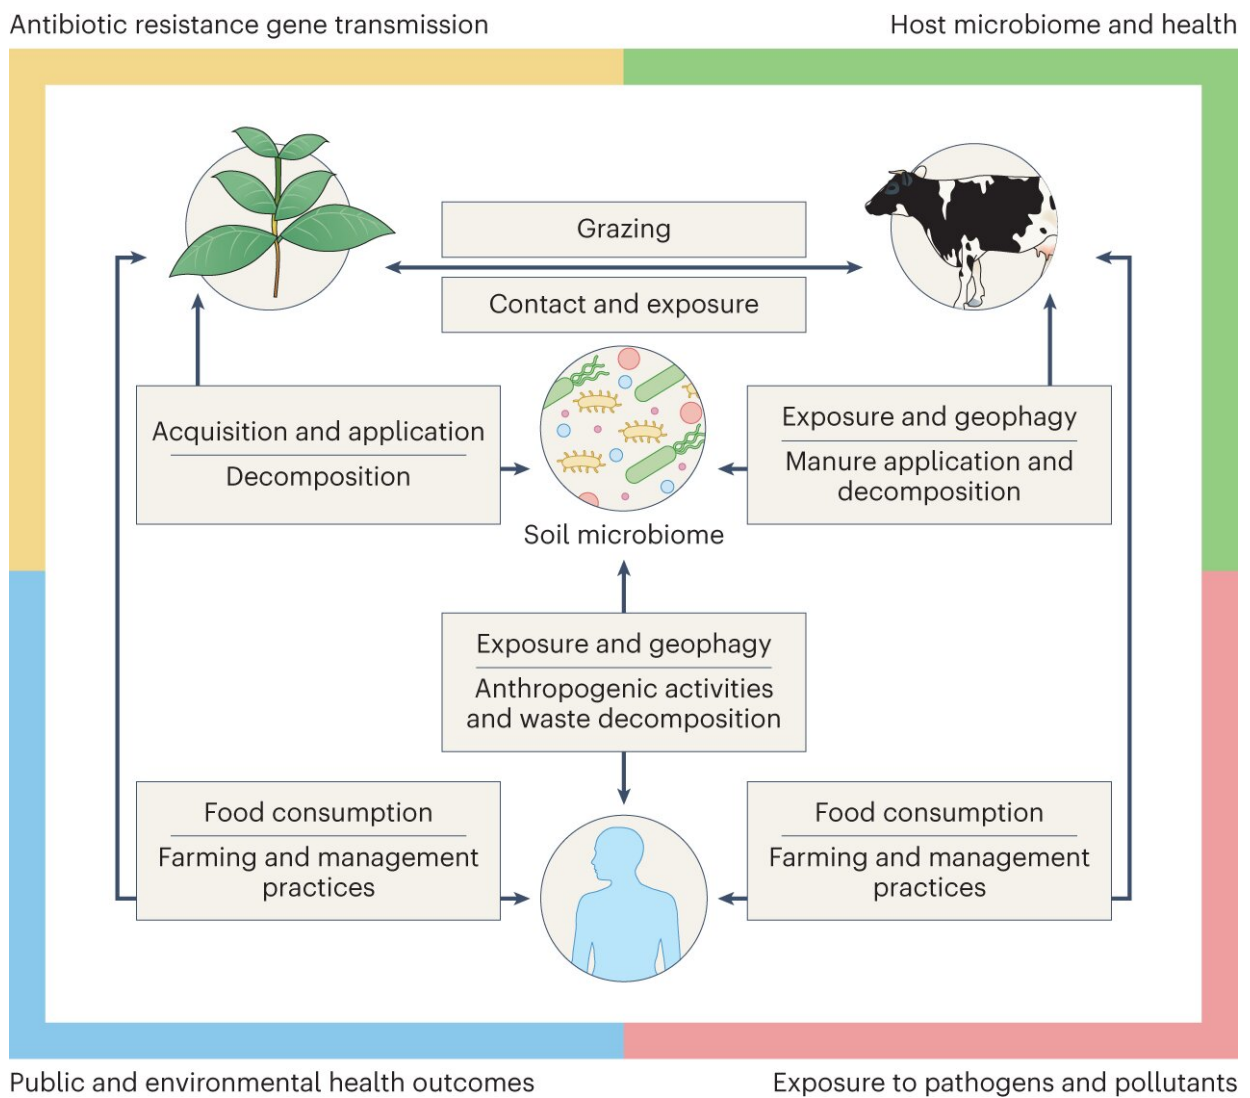 Antibiotic resistance gene transmission
Host microbiome and health
Grazing
Contact and exposure
Acquisition and application
Decomposition
Exposure and geophagy
Manure application and
decomposition
Soil microbiome
Exposure and geophagy
Anthropogenic activities
and waste decomposition
Food consumption
Farming and management
practices
Food consumption
Farming and management
practices
Public and environmental health outcomes
Exposure to pathogens and pollutants